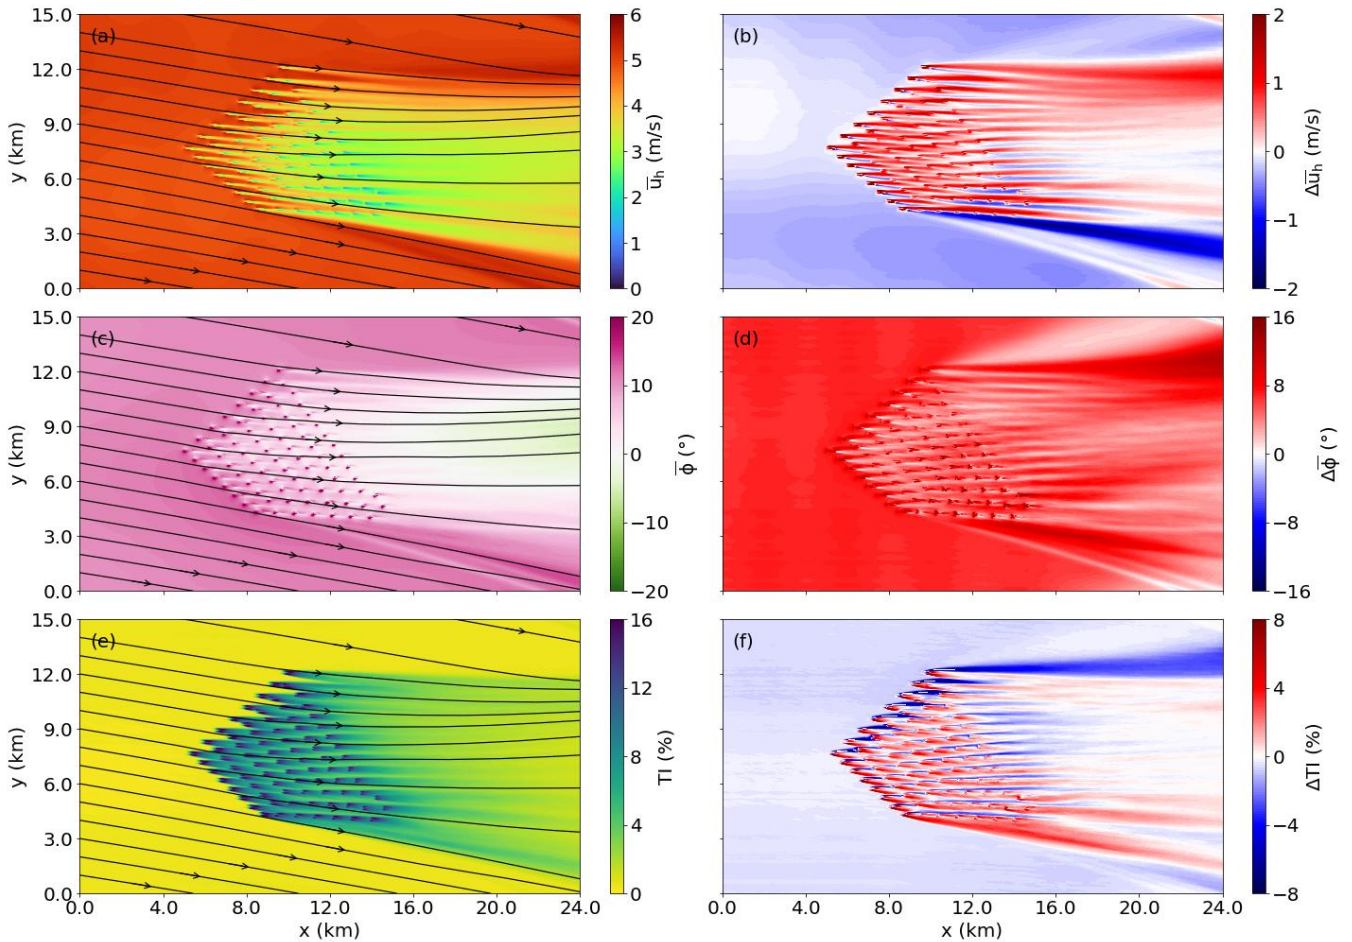 (a)
15.0
12.0
9.0
6.0
3.0
0.0
y (km)
6
5
4
3
2
1
0
u̅ₕ (m/s)
(b)
2
1
0
−1
−2
Δu̅ₕ (m/s)
(c)
15.0
12.0
9.0
6.0
3.0
0.0
y (km)
20
10
0
−10
−20
ϕ̅ (°)
(d)
16
8
0
−8
−16
Δϕ̅ (°)
(e)
15.0
12.0
9.0
6.0
3.0
0.0
y (km)
0.0 4.0 8.0 12.0 16.0 20.0 24.0
x (km)
16
12
8
4
0
TI (%)
(f)
0.0 4.0 8.0 12.0 16.0 20.0 24.0
x (km)
8
4
0
−4
−8
ΔTI (%)